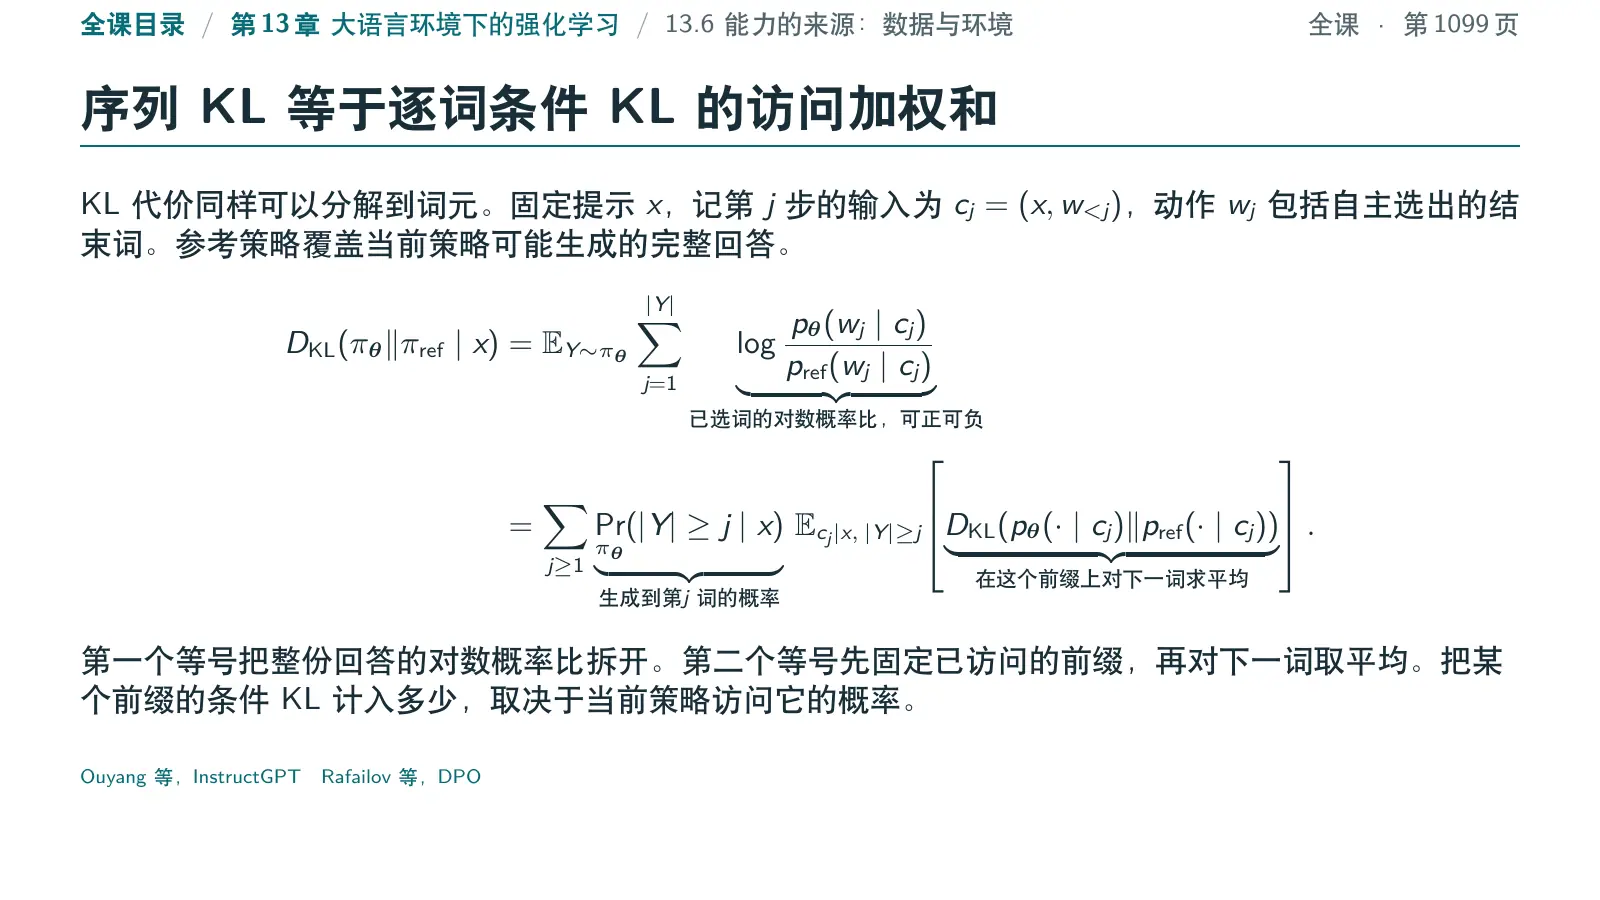 全课目录 / 第 13 章 大语言环境下的强化学习 / 13.6 能力的来源：数据与环境 全课 · 第 1099 页
序列 KL 等于逐词条件 KL 的访问加权和
KL 代价同样可以分解到词元。固定提示 x，记第 j 步的输入为 c_j = (x, w_{<j})，动作 w_j 包括自主选出的结
束词。参考策略覆盖当前策略可能生成的完整回答。
D_{KL}(π_θ‖π_{ref} | x) = 𝔼_{Y∼π_θ} ∑_{j=1}^{|Y|} log \frac{p_θ(w_j | c_j)}{p_{ref}(w_j | c_j)}
已选词的对数概率比，可正可负
= ∑_{j≥1} Pr_{π_θ}(|Y| ≥ j | x) 𝔼_{c_j|x, |Y|≥j} [ D_{KL}(p_θ(· | c_j)‖p_{ref}(· | c_j)) ] .
生成到第j 词的概率 在这个前缀上对下一词求平均
第一个等号把整份回答的对数概率比拆开。第二个等号先固定已访问的前缀，再对下一词取平均。把某
个前缀的条件 KL 计入多少，取决于当前策略访问它的概率。
Ouyang 等，InstructGPT Rafailov 等，DPO